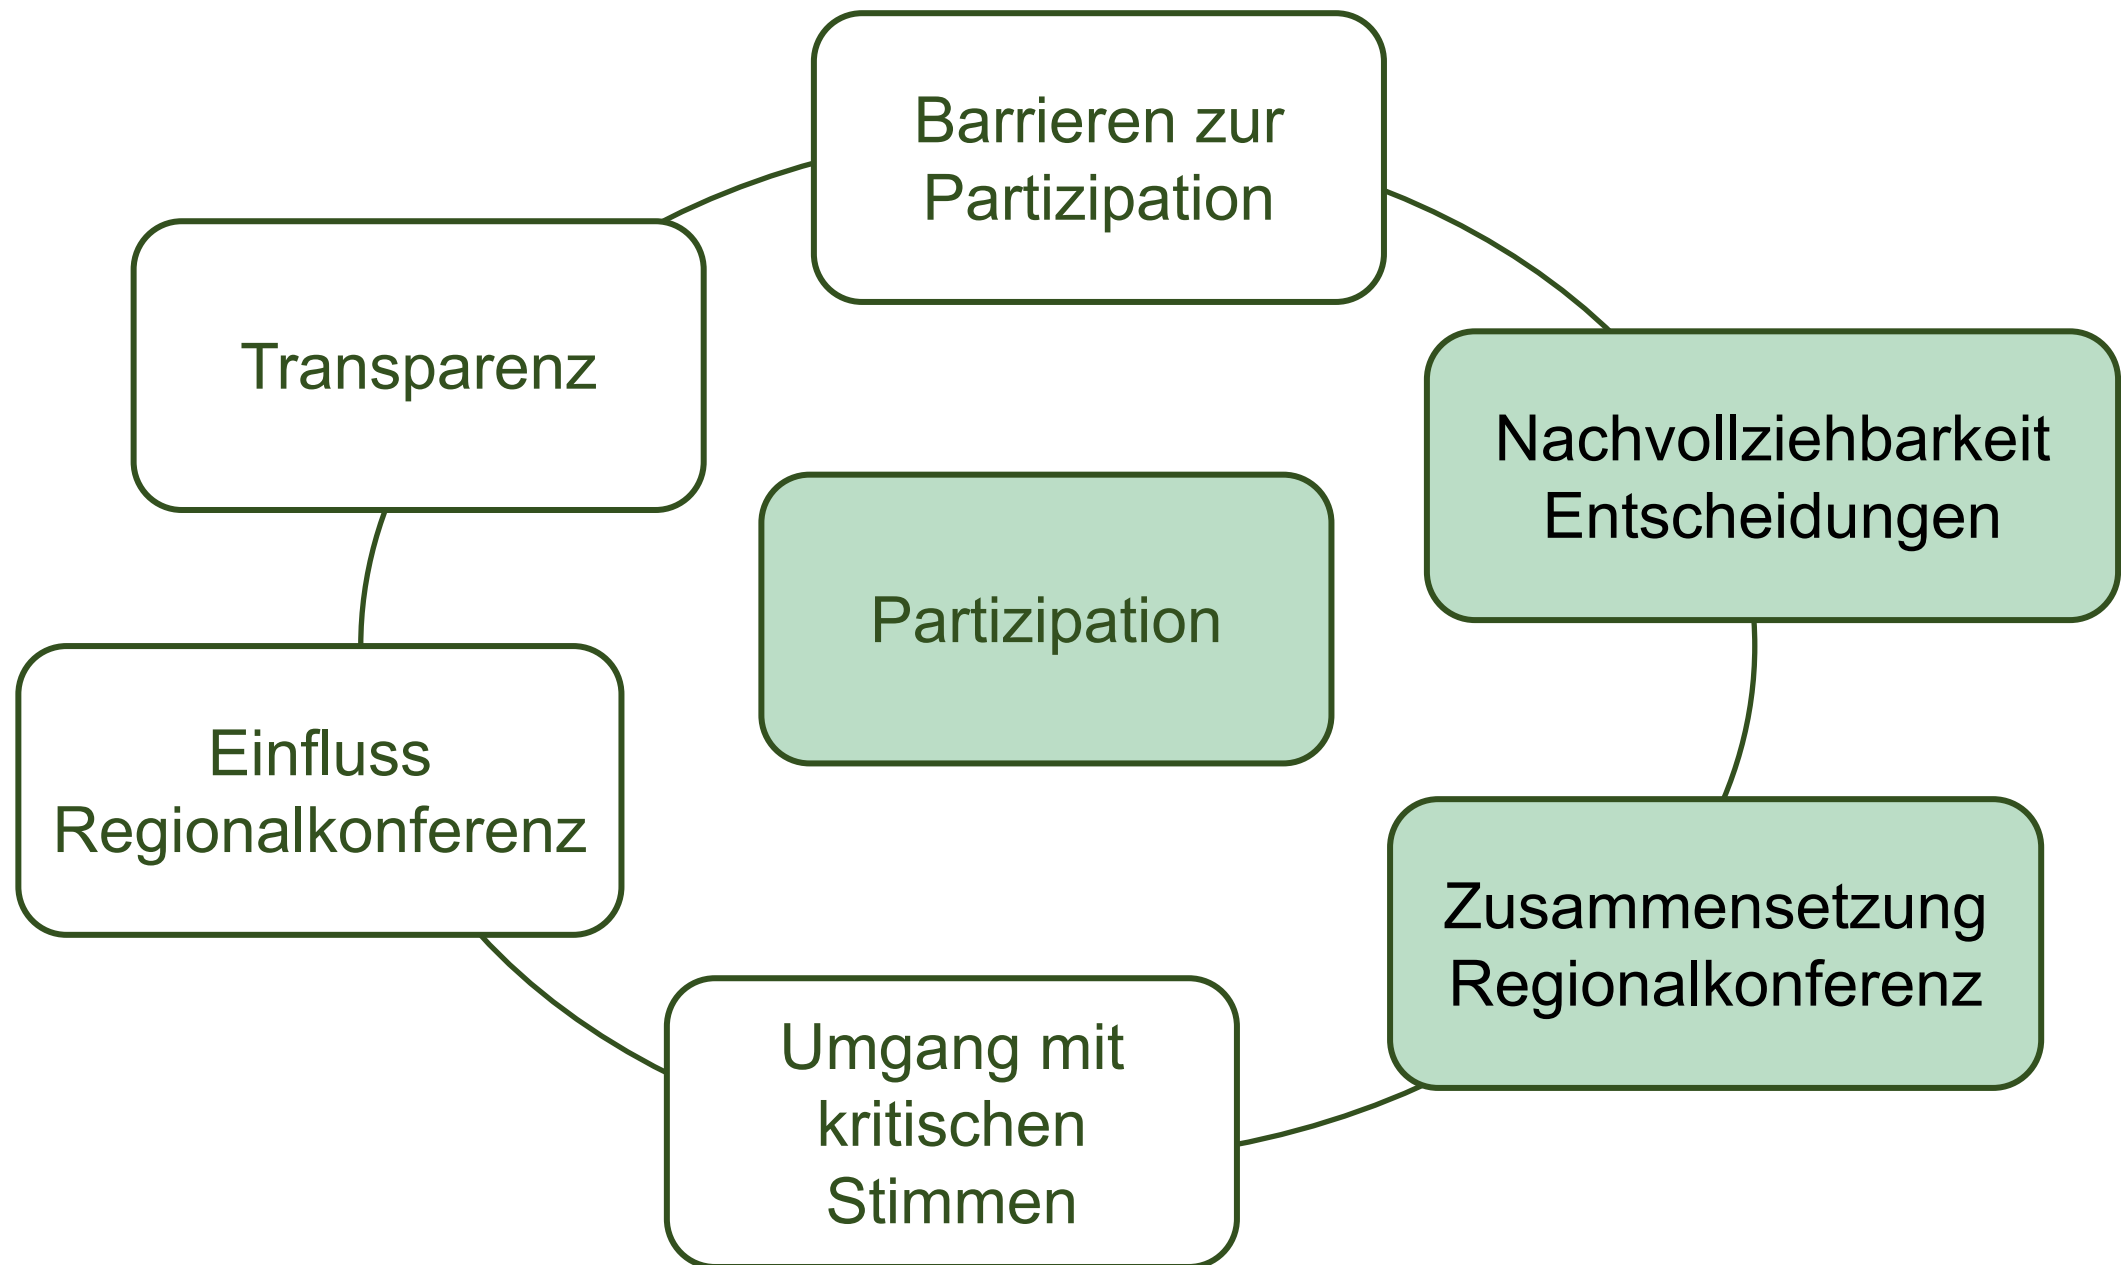 Barrieren zur
Partizipation
Transparenz
Nachvollziehbarkeit
Entscheidungen
Partizipation
Einfluss
Regionalkonferenz
Zusammensetzung
Regionalkonferenz
Umgang mit
kritischen
Stimmen